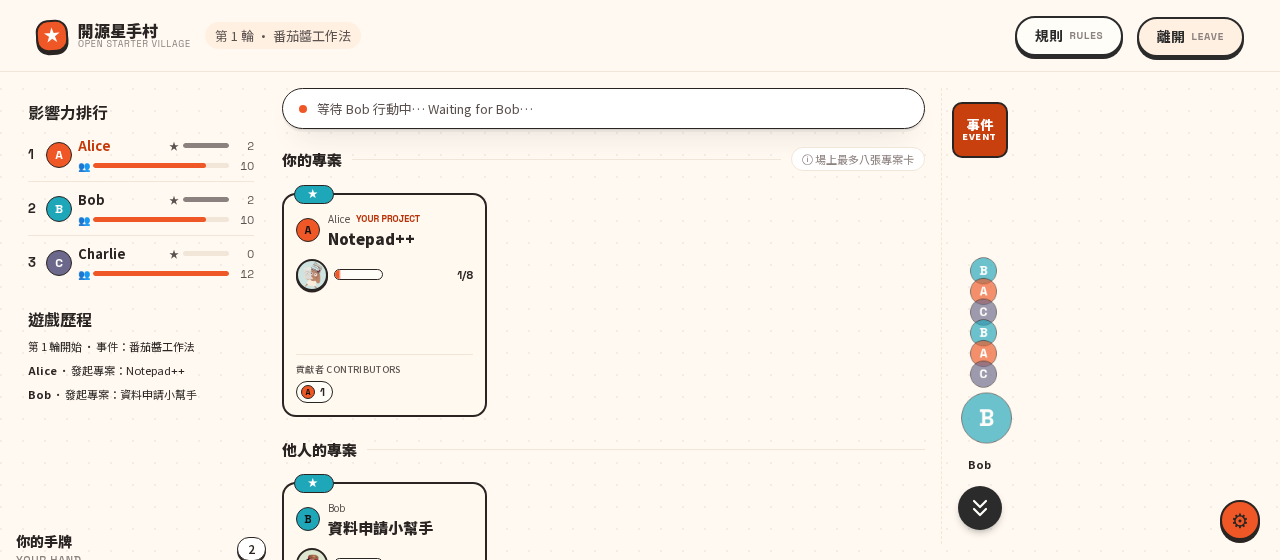 開源星手村
OPEN STARTER VILLAGE
第 1 輪 · 番茄醬工作法
規則 RULES
離開 LEAVE
影響力排行
1 A Alice ★ 2
10
2 B Bob ★ 2
10
3 C Charlie ★ 0
12
遊戲歷程
第 1 輪開始 · 事件：番茄醬工作法
Alice · 發起專案：Notepad++
Bob · 發起專案：資料申請小幫手
你的手牌
YOUR HAND
2
等待 Bob 行動中⋯ Waiting for Bob⋯
你的專案
ⓘ 場上最多八張專案卡
★
A Alice YOUR PROJECT
Notepad++
1/8
貢獻者 CONTRIBUTORS
A 1
他人的專案
★
B Bob
資料申請小幫手
事件
EVENT
B
A
C
B
A
C
B
Bob